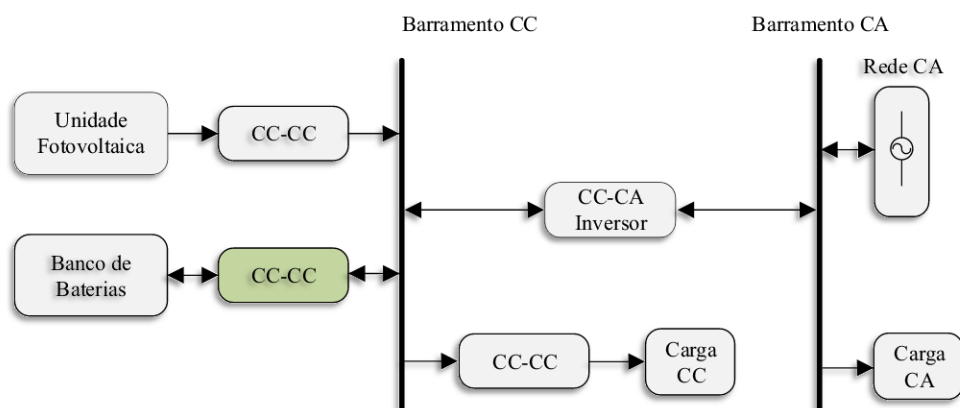 Barramento CC
Barramento CA
Rede CA
Unidade
Fotovoltaica
CC-CC
CC-CA
Inversor
Banco de
Baterias
CC-CC
CC-CC
Carga
CC
Carga
CA